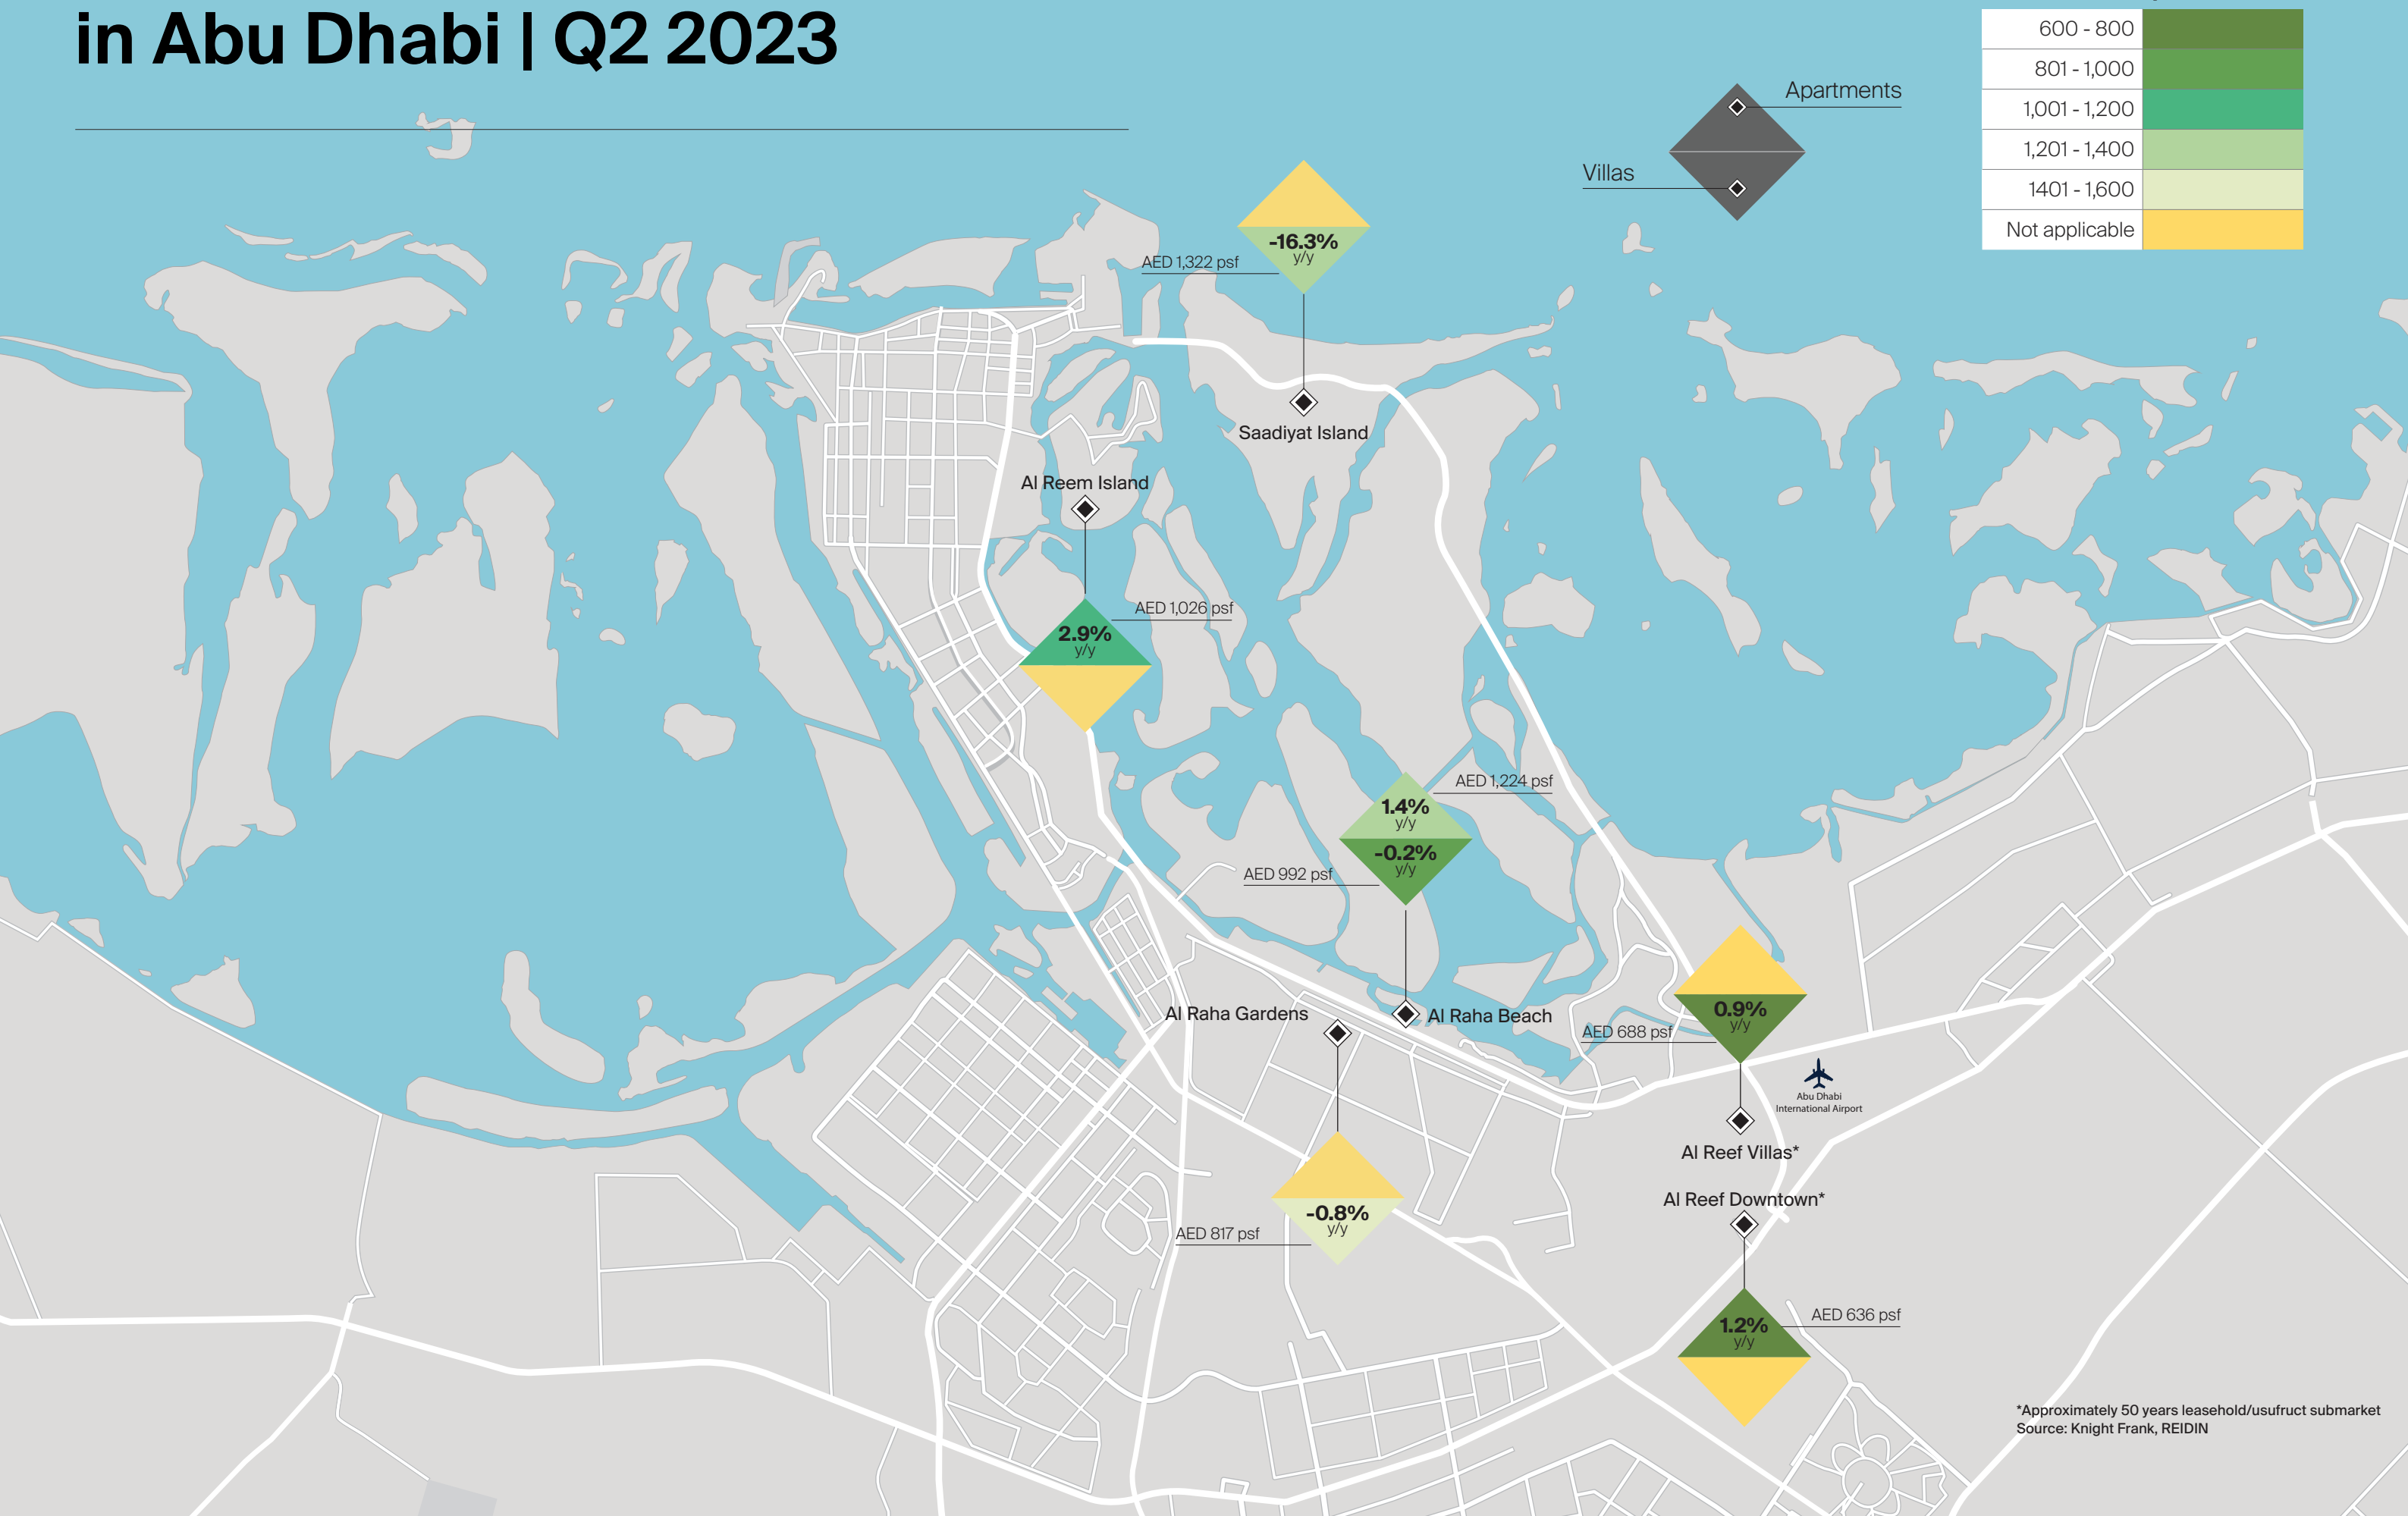 in Abu Dhabi | Q2 2023
600 - 800
801 - 1,000
1,001 - 1,200
1,201 - 1,400
1401 - 1,600
Not applicable
Apartments
Villas
-16.3%
y/y
AED 1,322 psf
Saadiyat Island
Al Reem Island
AED 1,026 psf
2.9%
y/y
AED 1,224 psf
1.4%
y/y
-0.2%
y/y
AED 992 psf
Al Raha Gardens
Al Raha Beach
0.9%
y/y
AED 688 psf
Abu Dhabi
International Airport
Al Reef Villas*
Al Reef Downtown*
-0.8%
y/y
AED 817 psf
AED 636 psf
1.2%
y/y
*Approximately 50 years leasehold/usufruct submarket
Source: Knight Frank, REIDIN